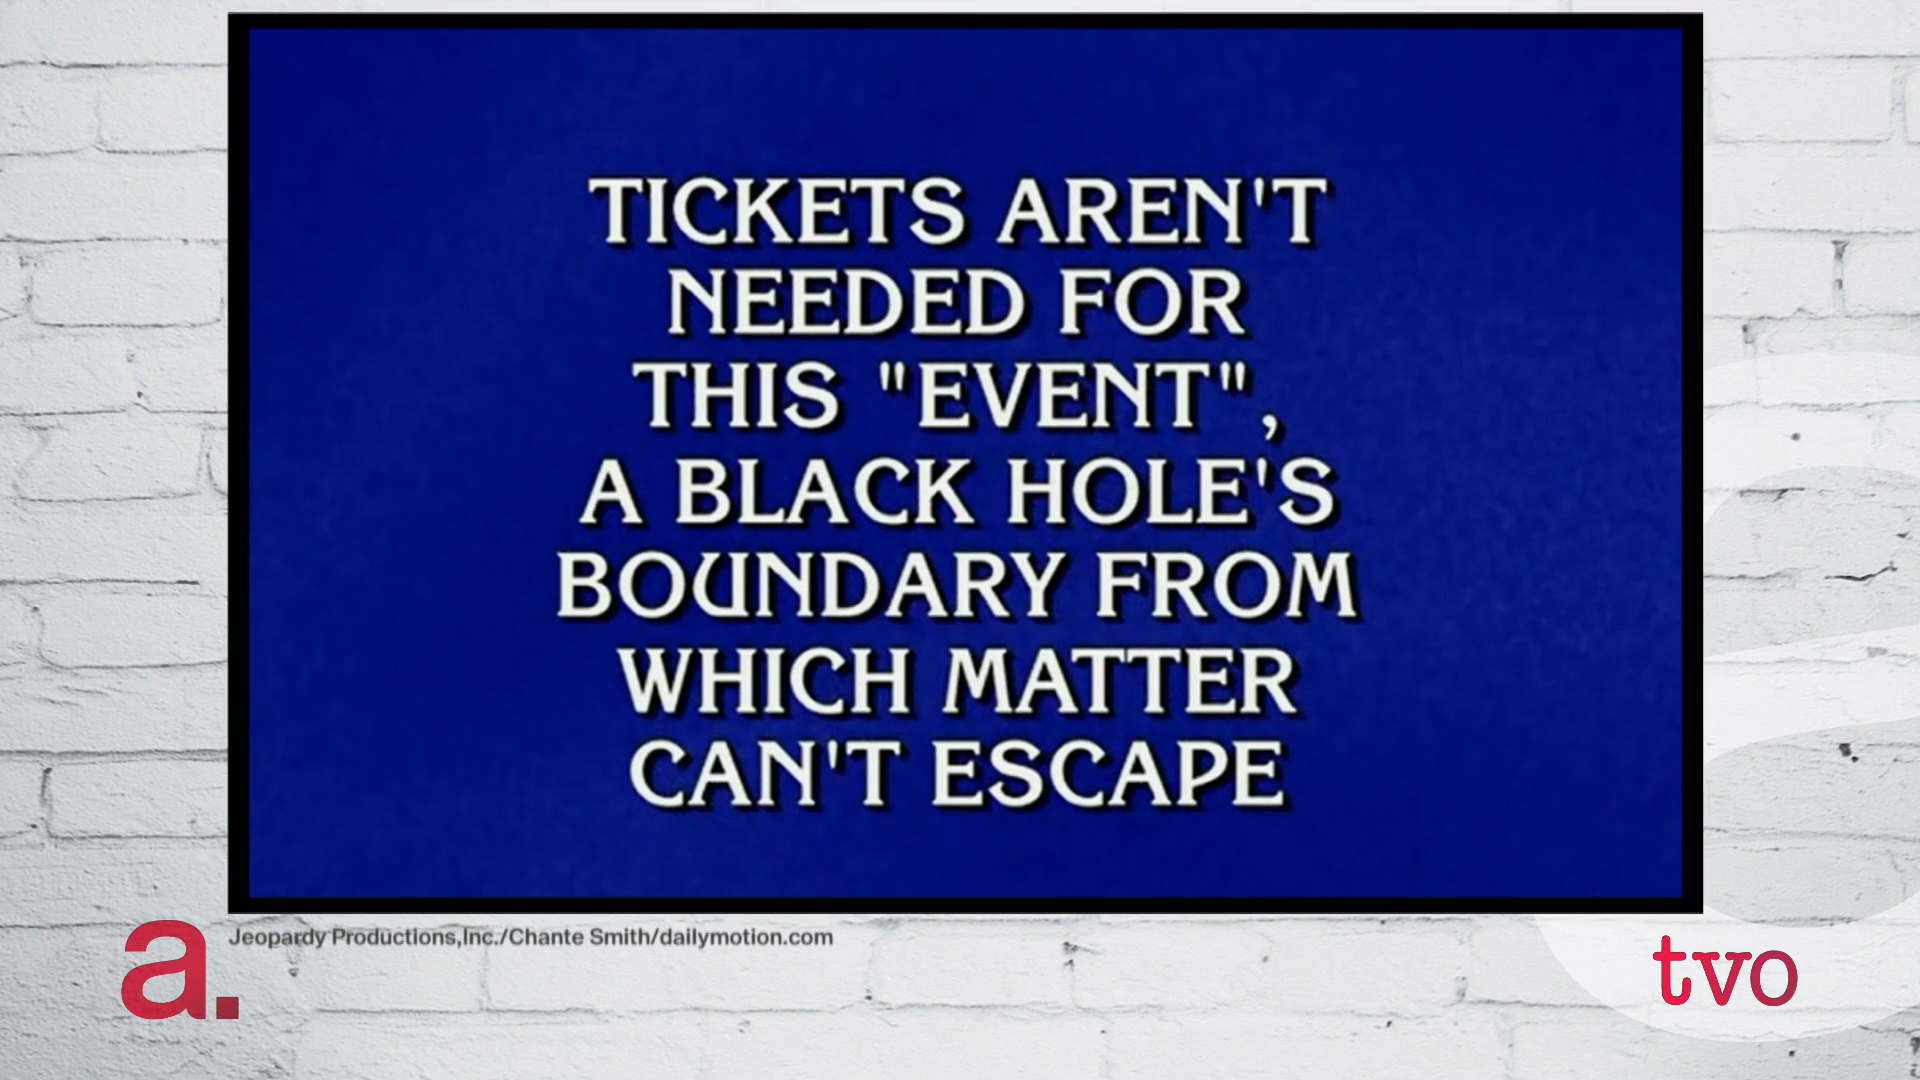 TICKETS AREN'T
NEEDED FOR
THIS "EVENT",
A BLACK HOLE'S
BOUNDARY FROM
WHICH MATTER
CAN'T ESCAPE
Jeopardy Productions,Inc./Chante Smith/dailymotion.com
a.
tvo